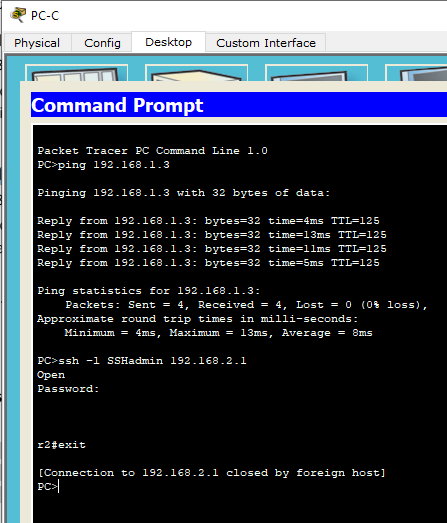 PC-C
Physical Config Desktop Custom Interface
Command Prompt
Packet Tracer PC Command Line 1.0
PC>ping 192.168.1.3
Pinging 192.168.1.3 with 32 bytes of data:
Reply from 192.168.1.3: bytes=32 time=4ms TTL=125
Reply from 192.168.1.3: bytes=32 time=13ms TTL=125
Reply from 192.168.1.3: bytes=32 time=11ms TTL=125
Reply from 192.168.1.3: bytes=32 time=5ms TTL=125
Ping statistics for 192.168.1.3:
Packets: Sent = 4, Received = 4, Lost = 0 (0% loss),
Approximate round trip times in milli-seconds:
Minimum = 4ms, Maximum = 13ms, Average = 8ms
PC>ssh -l SSHadmin 192.168.2.1
Open
Password:
r2#exit
[Connection to 192.168.2.1 closed by foreign host]
PC>